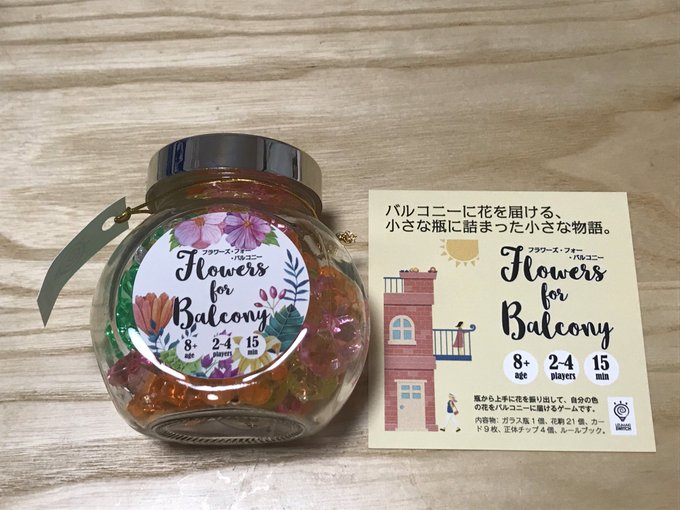 フラワーズ・フォー
・バルコニー
Flowers
for
Balcony
8+
age
2-4
players
15
min
バルコニーに花を届ける、
小さな瓶に詰まった小さな物語。
フラワーズ・フォー
・バルコニー
Flowers
for
Balcony
8+
age
2-4
players
15
min
瓶から上手に花を振り出して、自分の色
の花をバルコニーに届けるゲームです。
内容物：ガラス瓶１個、花駒21個、カー
ド９枚、正体チップ４個、ルールブック。